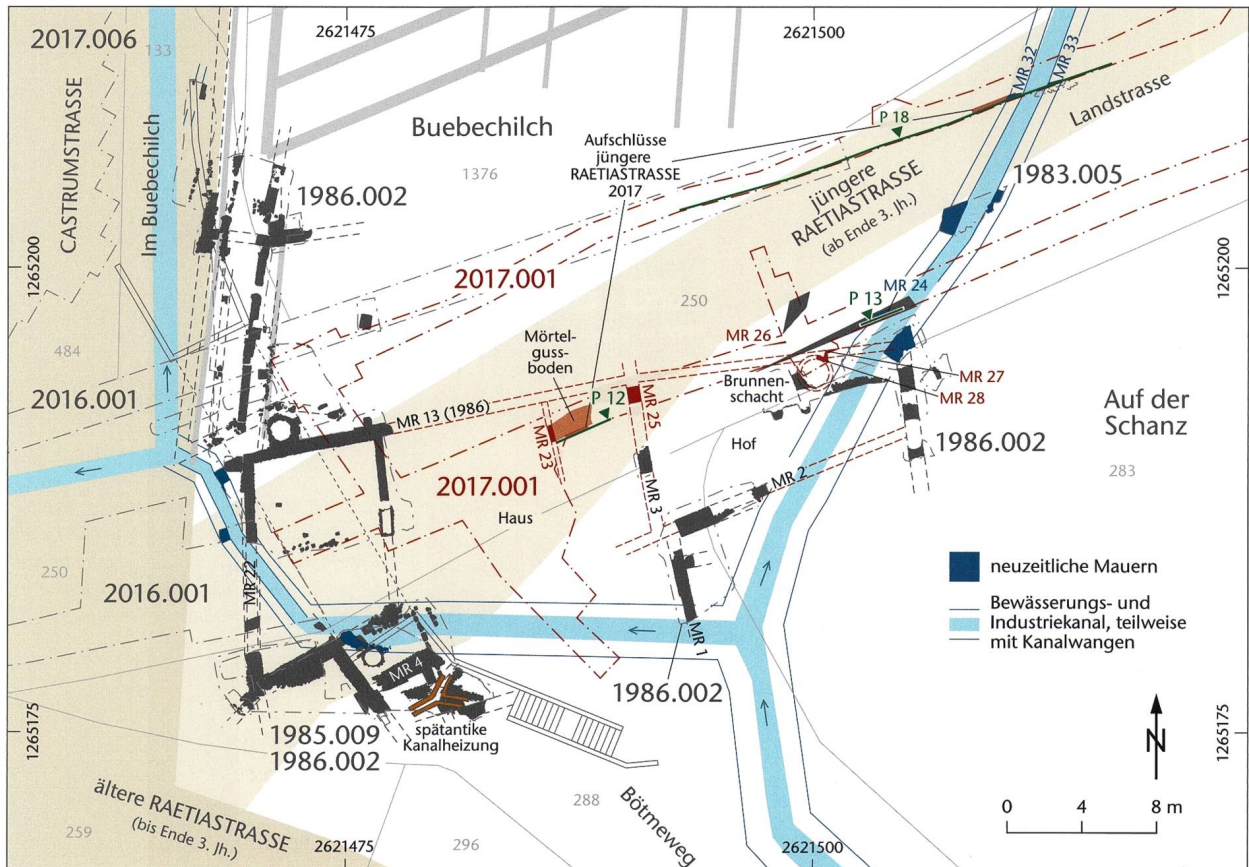 2621475
2621500
2017.006
133
CASTRUMSTRASSE
Im Buebechilch
Buebechilch
1376
1986.002
Aufschlüsse
jüngere
RAETIASTRASSE
2017
P 18
MR 32
MR 33
Landstrasse
jüngere
RAETIASTRASSE
(ab Ende 3. Jh.)
1983.005
1265200
1265200
2017.001
250
MR 24
P 13
MR 26
484
2016.001
Mörtel-
guss-
boden
P 12
MR 25
MR 23
MR 13 (1986)
Brunnen-
schacht
MR 27
MR 28
Auf der
Schanz
283
1986.002
Hof
MR 2
MR 3
2017.001
Haus
250
2016.001
MR 22
MR 1
1986.002
MR 4
spätantike
Kanalheizung
1985.009
1986.002
neuzeitliche Mauern
Bewässerungs- und
Industriekanal, teilweise
mit Kanalwangen
1265175
1265175
ältere RAETIASTRASSE
(bis Ende 3. Jh.)
259
296
288
Bötmeweg
N
0 4 8 m
2621475
2621500